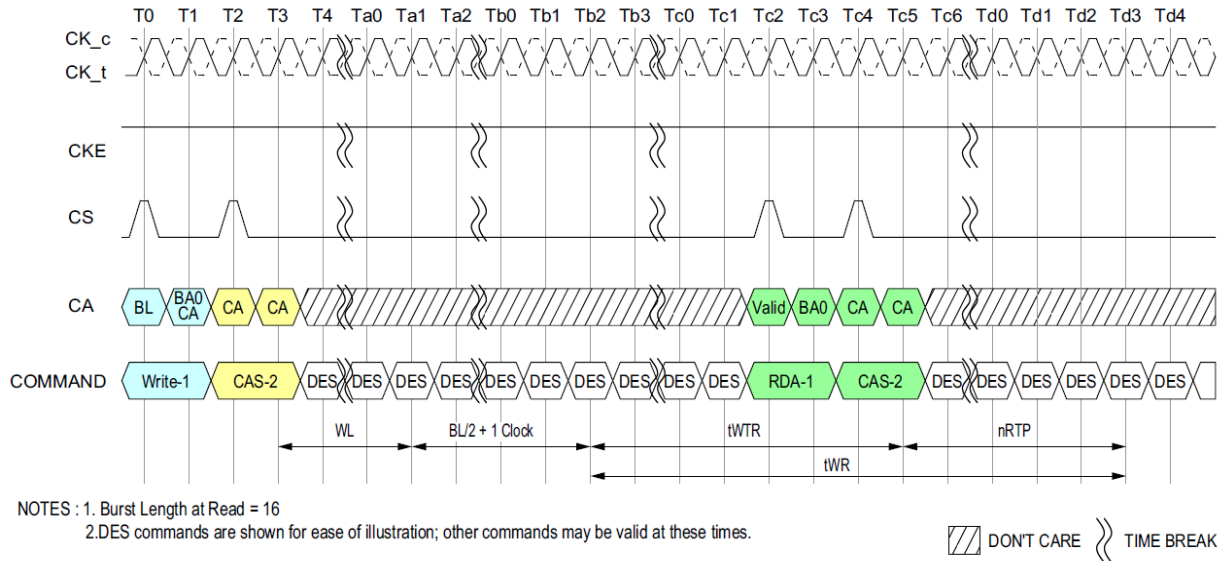 T0 T1 T2 T3 T4 Ta0 Ta1 Ta2 Tb0 Tb1 Tb2 Tb3 Tc0 Tc1 Tc2 Tc3 Tc4 Tc5 Tc6 Td0 Td1 Td2 Td3 Td4
CK_c
CK_t
CKE
CS
CA BL BA0 CA CA CA Valid BA0 CA CA
COMMAND Write-1 CAS-2 DES DES DES DES DES DES DES DES DES DES RDA-1 CAS-2 DES DES DES DES DES DES
WL BL/2 + 1 Clock tWTR nRTP
tWR
NOTES : 1. Burst Length at Read = 16
2.DES commands are shown for ease of illustration; other commands may be valid at these times.
DON'T CARE TIME BREAK